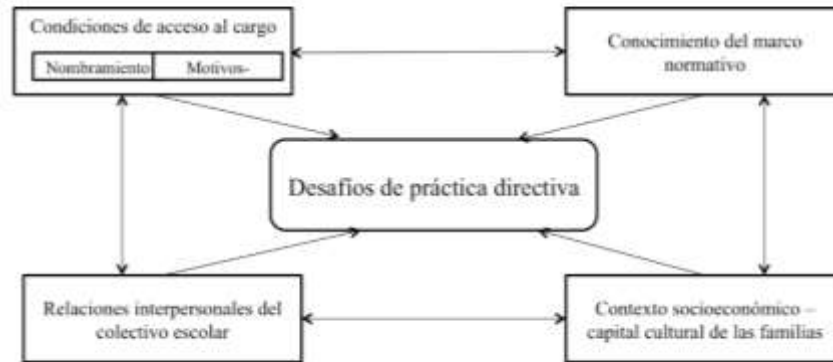 Condiciones de acceso al cargo
Nombramiento
Motivos-
Conocimiento del marco
normativo
Desafíos de práctica directiva
Relaciones interpersonales del
colectivo escolar
Contexto socioeconómico –
capital cultural de las familias